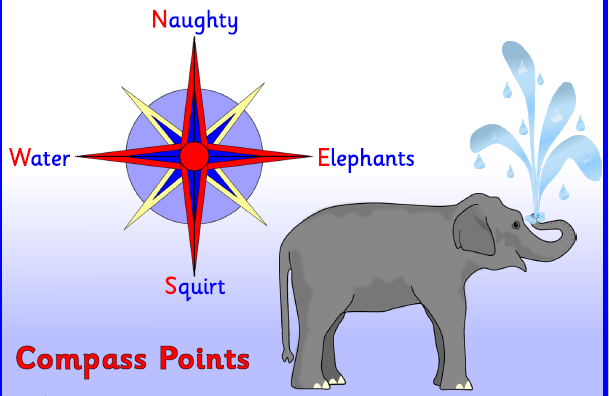 Naughty
Water
Elephants
Squirt
Compass Points